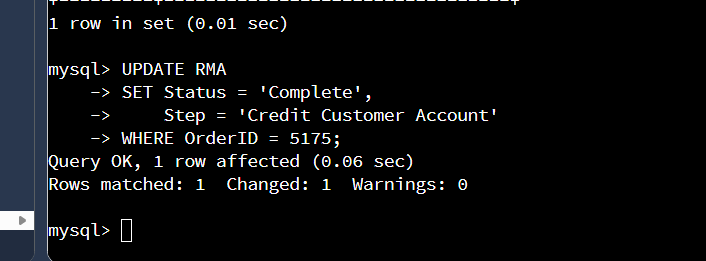 1 row in set (0.01 sec)
mysql> UPDATE RMA
    -> SET Status = 'Complete',
    ->     Step = 'Credit Customer Account'
    -> WHERE OrderID = 5175;
Query OK, 1 row affected (0.06 sec)
Rows matched: 1  Changed: 1  Warnings: 0
mysql>